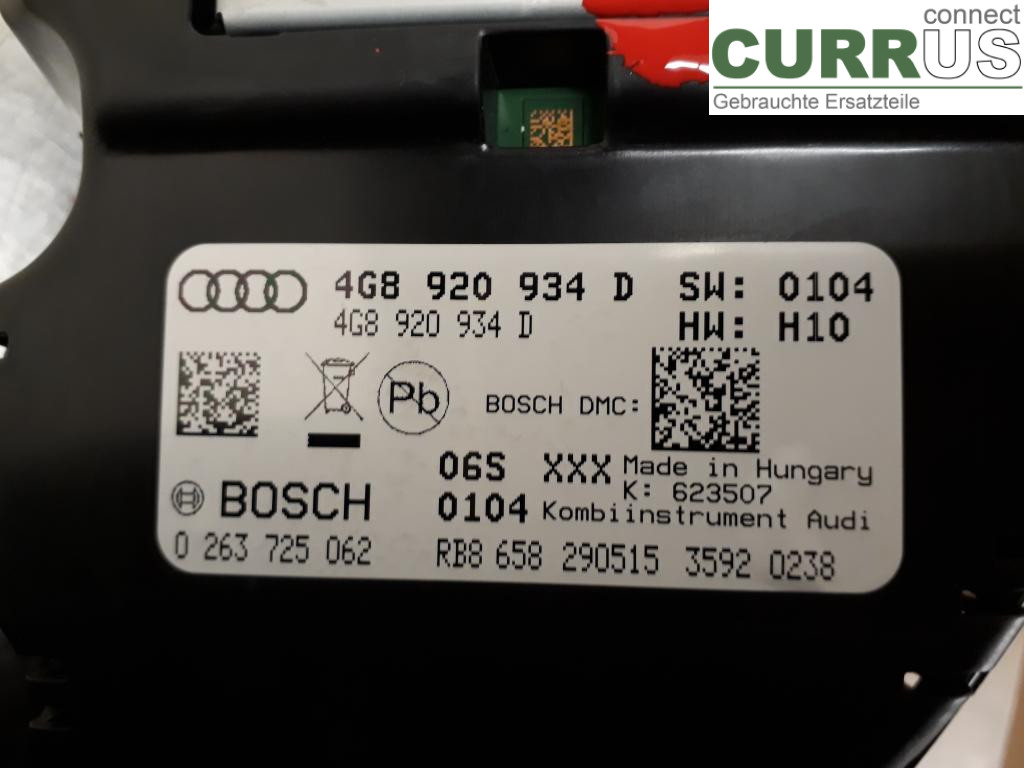 connect
CURRUS
Gebrauchte Ersatzteile
4G8 920 934 D SW: 0104
4G8 920 934 D HW: H10
Pb BOSCH DMC:
06S XXX Made in Hungary
K: 623507
BOSCH 0104 Kombiinstrument Audi
0 263 725 062 RB8 658 290515 3592 0238